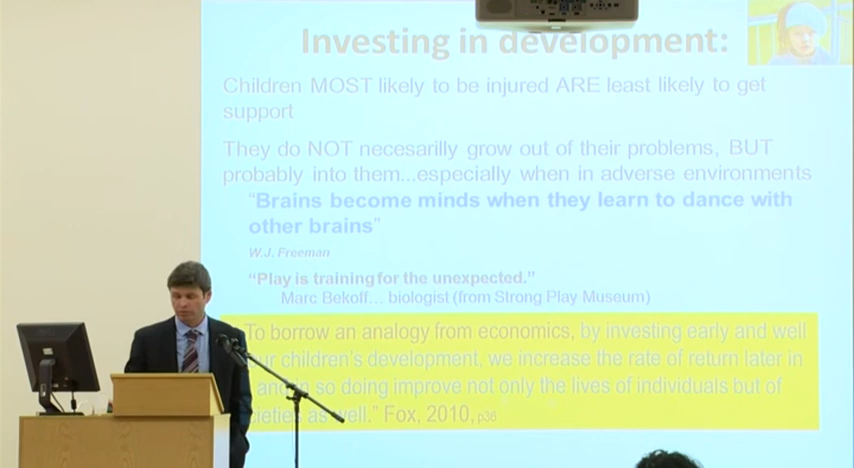 Investing in development:
Children MOST likely to be injured ARE least likely to get
support
They do NOT necesarilly grow out of their problems, BUT
probably into them...especially when in adverse environments
“Brains become minds when they learn to dance with
other brains”
W.J. Freeman
“Play is training for the unexpected.”
Marc Bekoff... biologist (from Strong Play Museum)
To borrow an analogy from economics, by investing early and well
our children's development, we increase the rate of return later in
and in so doing improve not only the lives of individuals but of
as well.” Fox, 2010, p36